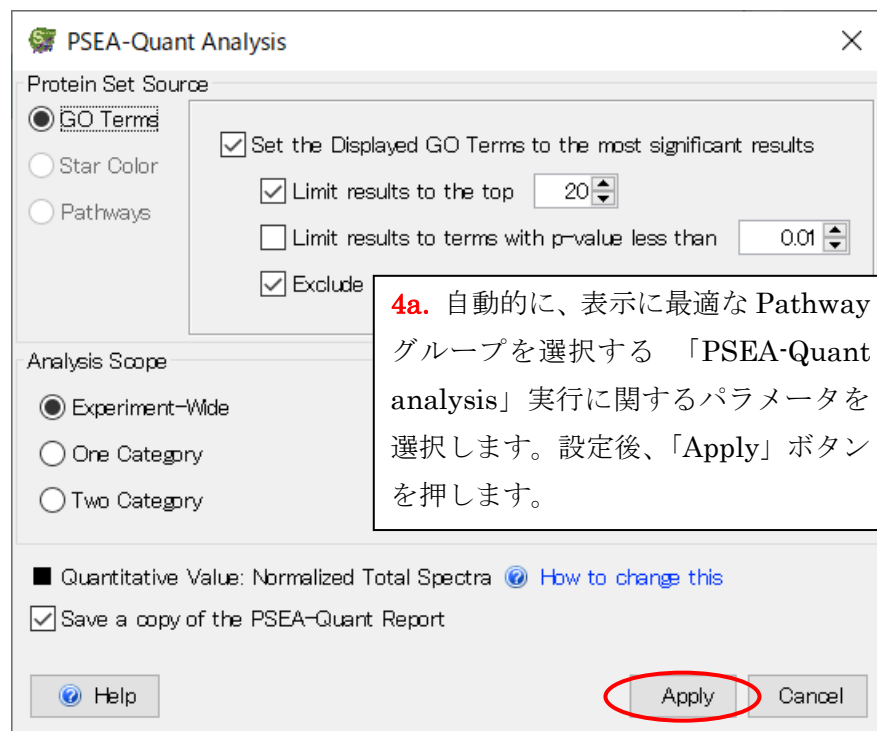 PSEA-Quant Analysis
Protein Set Source
GO Terms
Star Color
Pathways
Set the Displayed GO Terms to the most significant results
Limit results to the top 20
Limit results to terms with p-value less than 0.01
Exclude
4a. 自動的に、表示に最適な Pathway
グループを選択する 「PSEA-Quant
analysis」実行に関するパラメータを
選択します。設定後、「Apply」ボタン
を押します。
Analysis Scope
Experiment-Wide
One Category
Two Category
Quantitative Value: Normalized Total Spectra How to change this
Save a copy of the PSEA-Quant Report
Help Apply Cancel